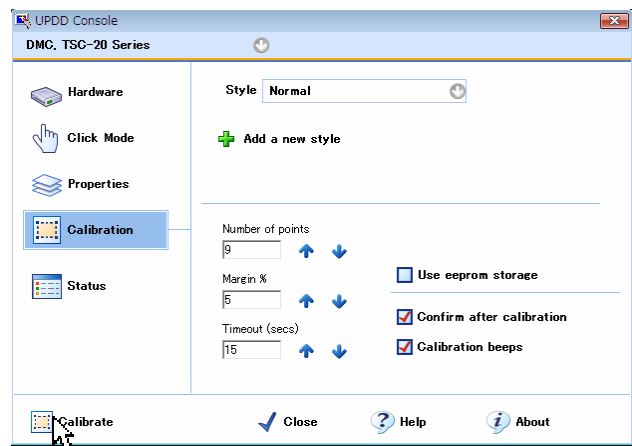 UPDD Console
DMC, TSC-20 Series
Hardware
Click Mode
Properties
Calibration
Status
Style Normal
Add a new style
Number of points
9
Margin %
5
Timeout (secs)
15
Use eeprom storage
Confirm after calibration
Calibration beeps
Calibrate
Close
Help
About